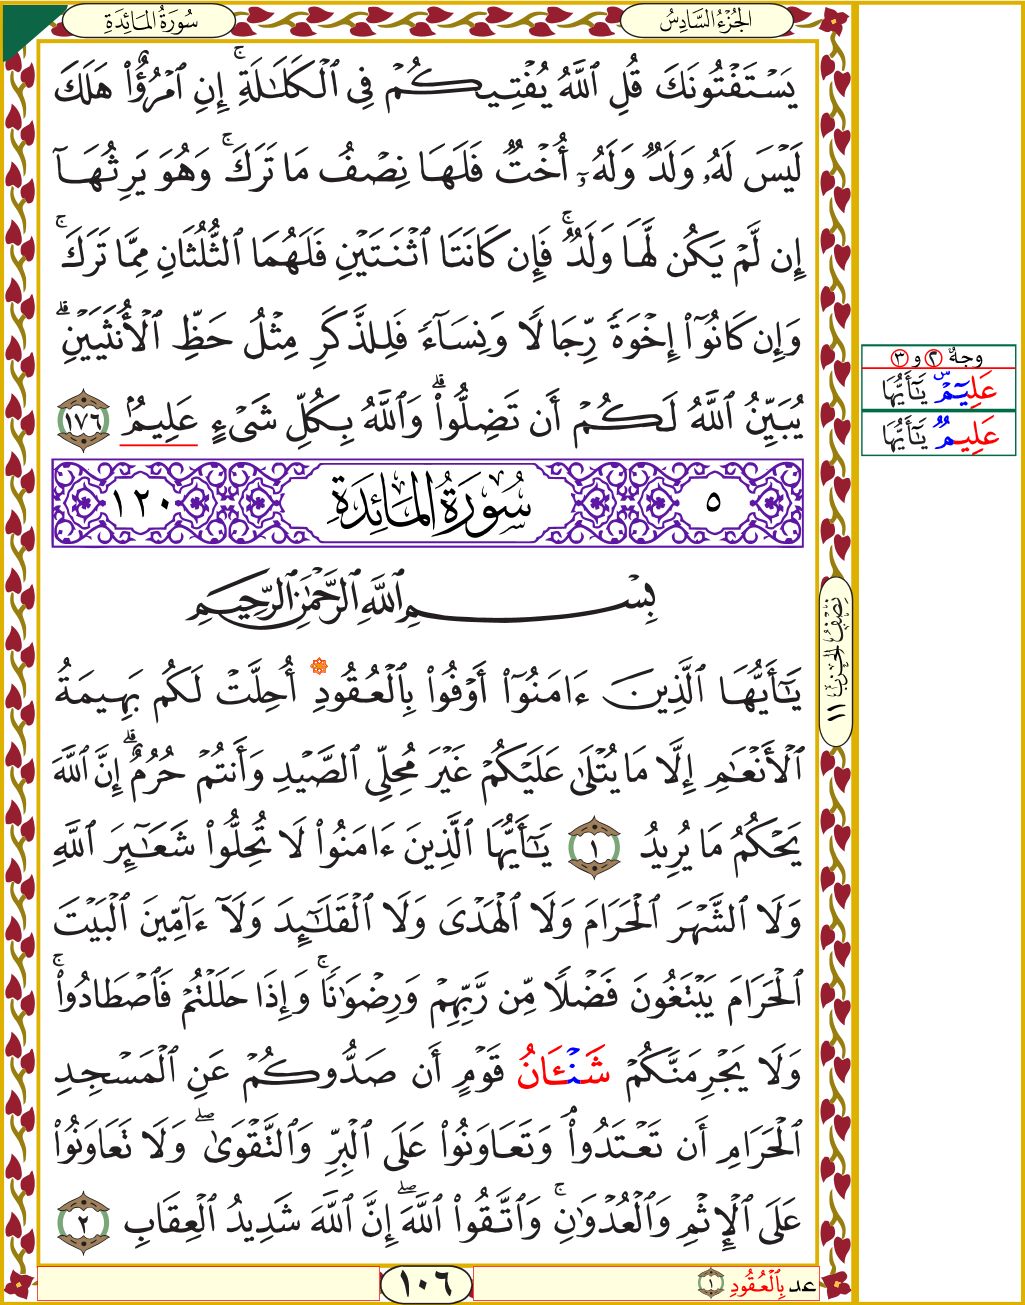 سُورَةُ المَائِدَةِ
الجُزْءُ السَّادِسُ
يَسۡتَفۡتُونَكَ قُلِ ٱللَّهُ يُفۡتِيكُمۡ فِي ٱلۡكَلَٰلَةِۚ إِنِ ٱمۡرُؤٌاْ هَلَكَ
لَيۡسَ لَهُۥ وَلَدٞ وَلَهُۥٓ أُخۡتٞ فَلَهَا نِصۡفُ مَا تَرَكَۚ وَهُوَ يَرِثُهَآ
إِن لَّمۡ يَكُن لَّهَا وَلَدٞۚ فَإِن كَانَتَا ٱثۡنَتَيۡنِ فَلَهُمَا ٱلثُّلُثَانِ مِمَّا تَرَكَۚ
وَإِن كَانُوٓاْ إِخۡوَةٗ رِّجَالٗا وَنِسَآءٗ فَلِلذَّكَرِ مِثۡلُ حَظِّ ٱلۡأُنثَيَيۡنِۗ
يُبَيِّنُ ٱللَّهُ لَكُمۡ أَن تَضِلُّواْۗ وَٱللَّهُ بِكُلِّ شَيۡءٍ عَلِيمُۢ ١٧٦
٥ سُورَةُ المَائِدَةِ ١٢٠
بِسۡمِ ٱللَّهِ ٱلرَّحۡمَٰنِ ٱلرَّحِيمِ
يَٰٓأَيُّهَا ٱلَّذِينَ ءَامَنُوٓاْ أَوۡفُواْ بِٱلۡعُقُودِۚ أُحِلَّتۡ لَكُم بَهِيمَةُ
ٱلۡأَنۡعَٰمِ إِلَّا مَا يُتۡلَىٰ عَلَيۡكُمۡ غَيۡرَ مُحِلِّي ٱلصَّيۡدِ وَأَنتُمۡ حُرُمٌۗ إِنَّ ٱللَّهَ
يَحۡكُمُ مَا يُرِيدُ ١ يَٰٓأَيُّهَا ٱلَّذِينَ ءَامَنُواْ لَا تُحِلُّواْ شَعَٰٓئِرَ ٱللَّهِ
وَلَا ٱلشَّهۡرَ ٱلۡحَرَامَ وَلَا ٱلۡهَدۡيَ وَلَا ٱلۡقَلَٰٓئِدَ وَلَآ ءَآمِّينَ ٱلۡبَيۡتَ
ٱلۡحَرَامَ يَبۡتَغُونَ فَضۡلٗا مِّن رَّبِّهِمۡ وَرِضۡوَٰنٗاۚ وَإِذَا حَلَلۡتُمۡ فَٱصۡطَادُواْۚ
وَلَا يَجۡرِمَنَّكُمۡ شَنۡـَٔانُ قَوۡمٍ أَن صَدُّوكُمۡ عَنِ ٱلۡمَسۡجِدِ
ٱلۡحَرَامِ أَن تَعۡتَدُواْۘ وَتَعَاوَنُواْ عَلَى ٱلۡبِرِّ وَٱلتَّقۡوَىٰۖ وَلَا تَعَاوَنُواْ
عَلَى ٱلۡإِثۡمِ وَٱلۡعُدۡوَٰنِۚ وَٱتَّقُواْ ٱللَّهَۖ إِنَّ ٱللَّهَ شَدِيدُ ٱلۡعِقَابِ ٢
وجهُ ٢ و ٣
عَلِيمٌ يَٰٓأَيُّهَا
عَلِيمٞ يَٰٓأَيُّهَا
نِصْفُ الحِزْبِ ١١
عد بِٱلۡعُقُودِ ١
١٠٦